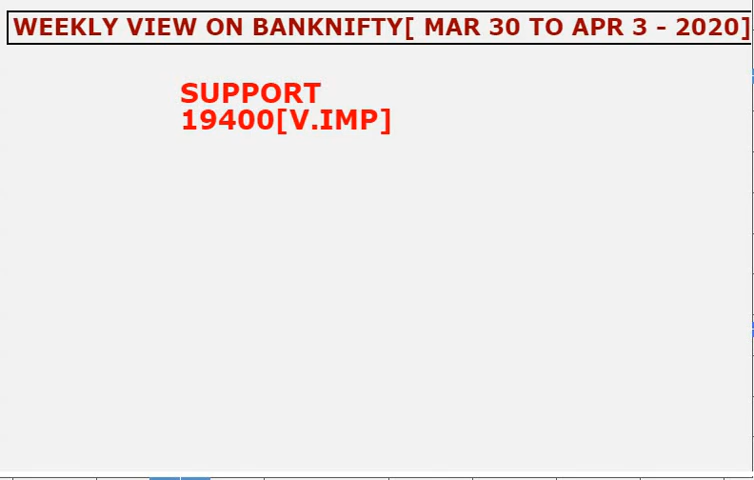 WEEKLY VIEW ON BANKNIFTY[ MAR 30 TO APR 3 - 2020]
SUPPORT
19400[V.IMP]